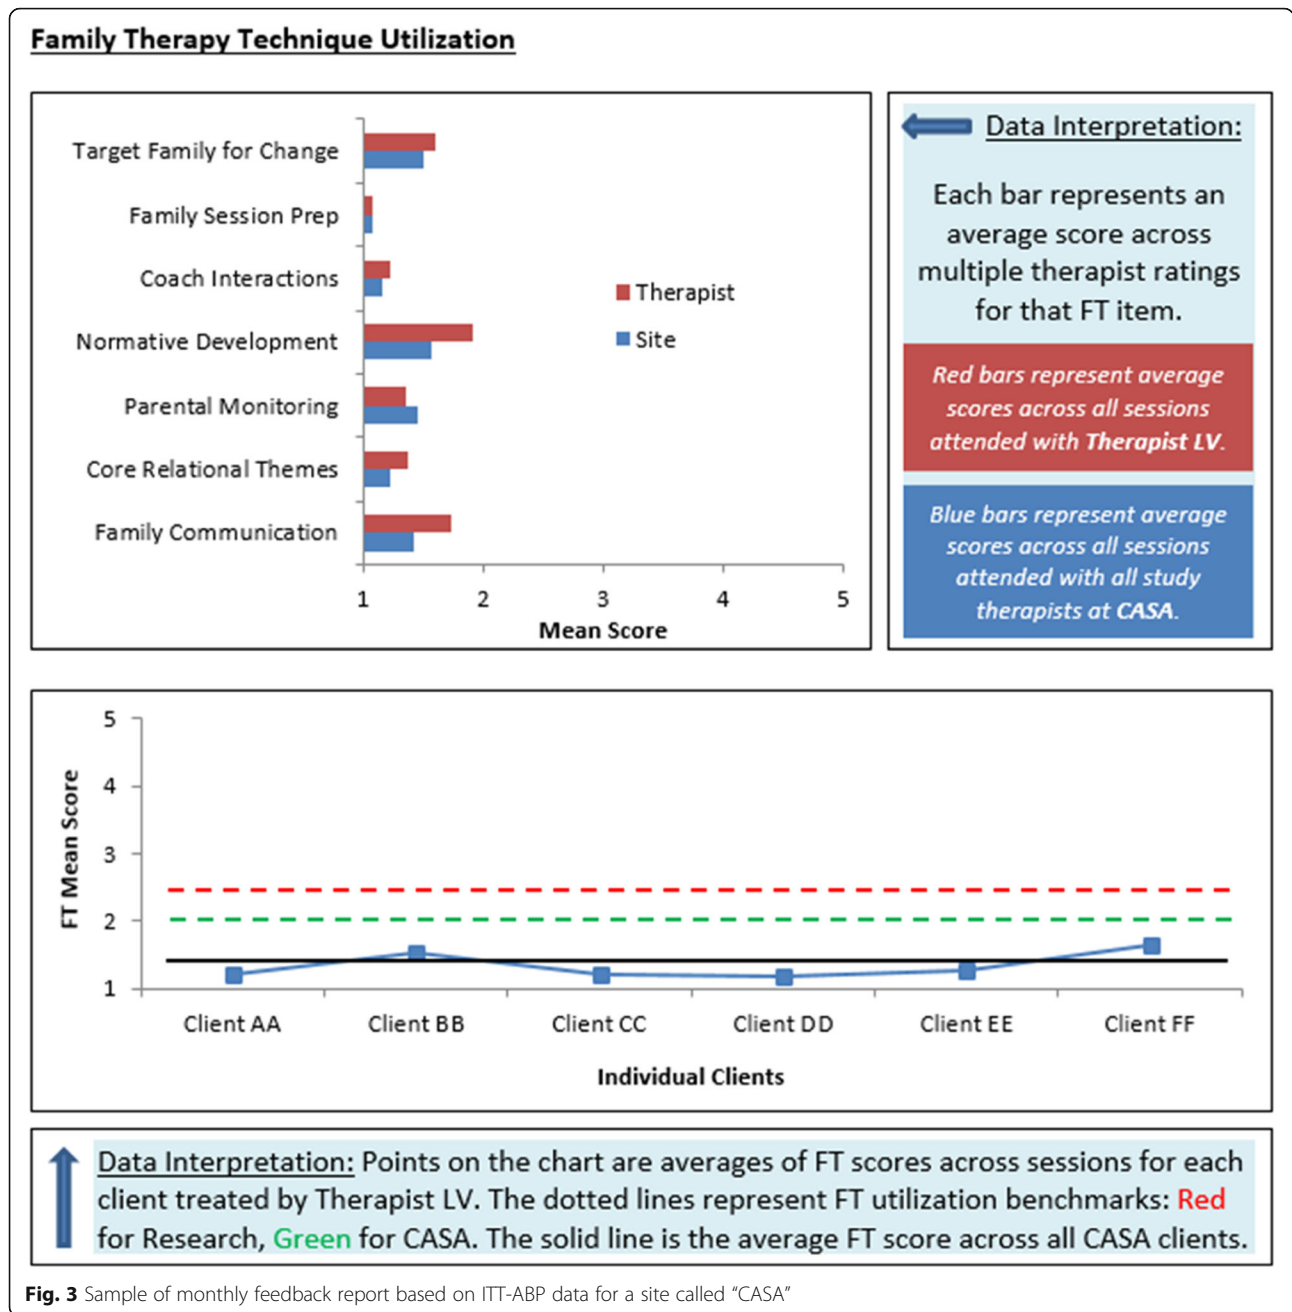 Family Therapy Technique Utilization
Target Family for Change
Family Session Prep
Coach Interactions
Normative Development
Parental Monitoring
Core Relational Themes
Family Communication
Therapist
Site
1 2 3 4 5
Mean Score
Data Interpretation:
Each bar represents an
average score across
multiple therapist ratings
for that FT item.
Red bars represent average
scores across all sessions
attended with Therapist LV.
Blue bars represent average
scores across all sessions
attended with all study
therapists at CASA.
5
4
3
2
1
FT Mean Score
Client AA Client BB Client CC Client DD Client EE Client FF
Individual Clients
Data Interpretation: Points on the chart are averages of FT scores across sessions for each
client treated by Therapist LV. The dotted lines represent FT utilization benchmarks: Red
for Research, Green for CASA. The solid line is the average FT score across all CASA clients.
Fig. 3 Sample of monthly feedback report based on ITT-ABP data for a site called “CASA”